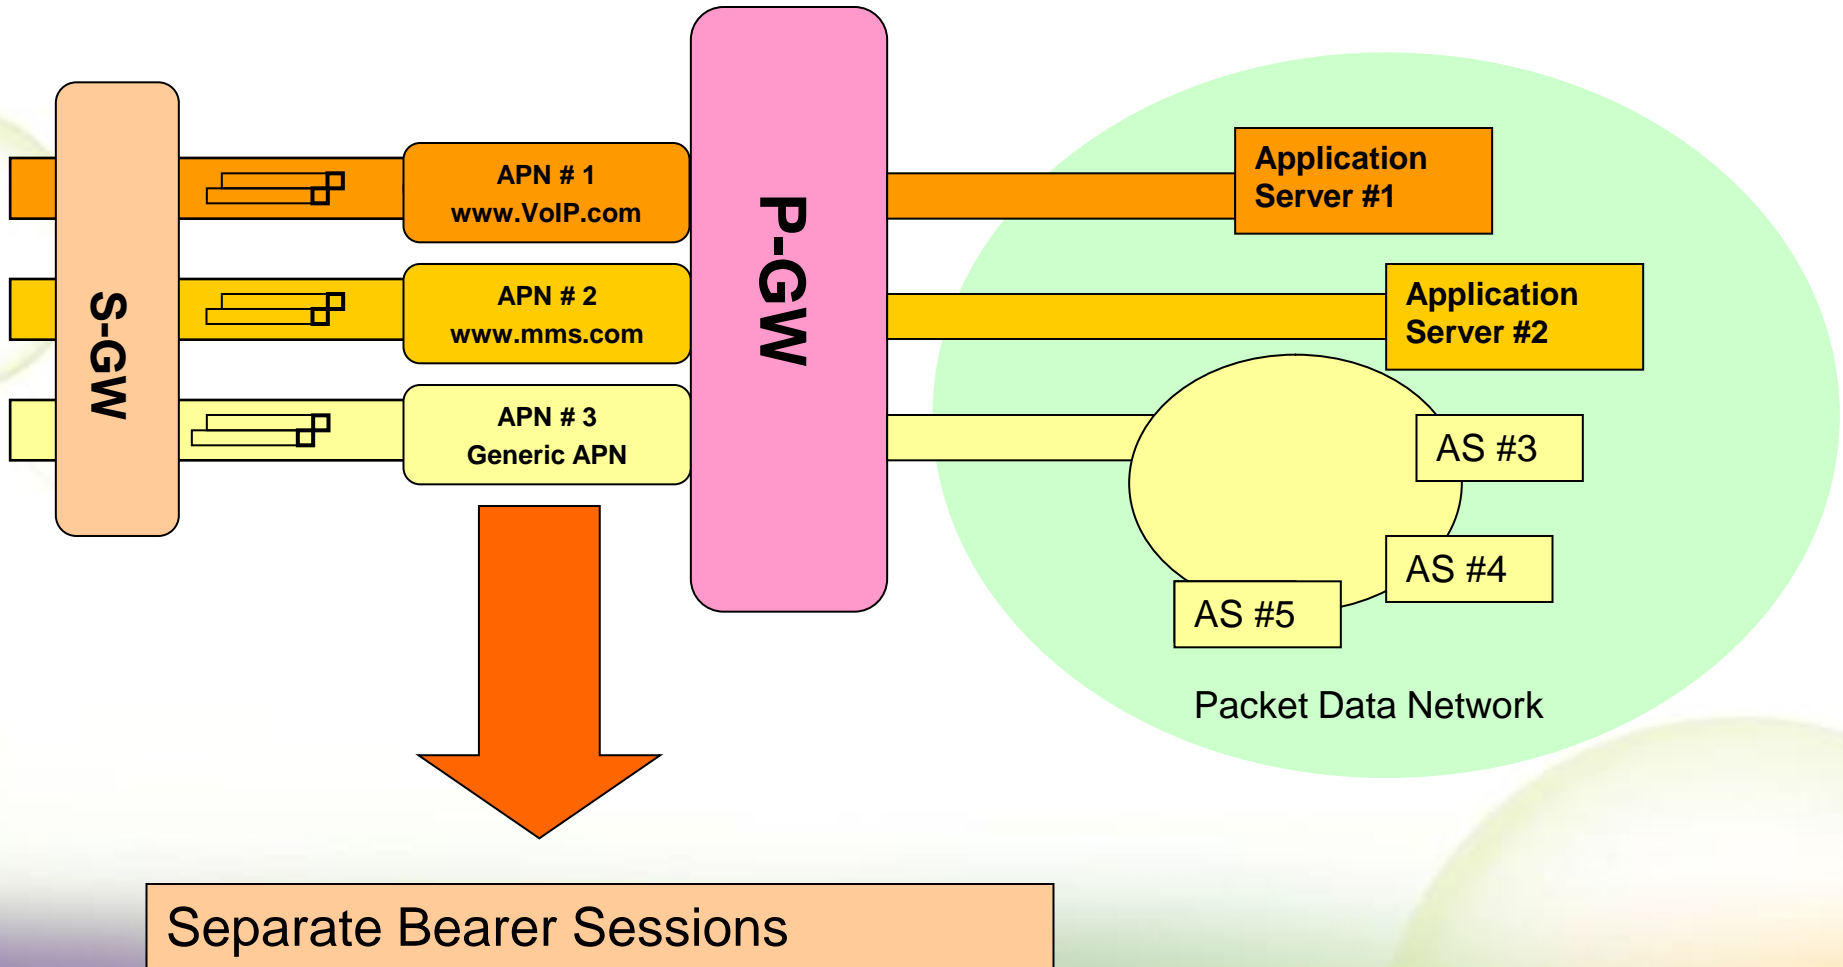 S-GW
APN # 1
www.VoIP.com
APN # 2
www.mms.com
APN # 3
Generic APN
P-GW
Application
Server #1
Application
Server #2
AS #3
AS #4
AS #5
Packet Data Network
Separate Bearer Sessions